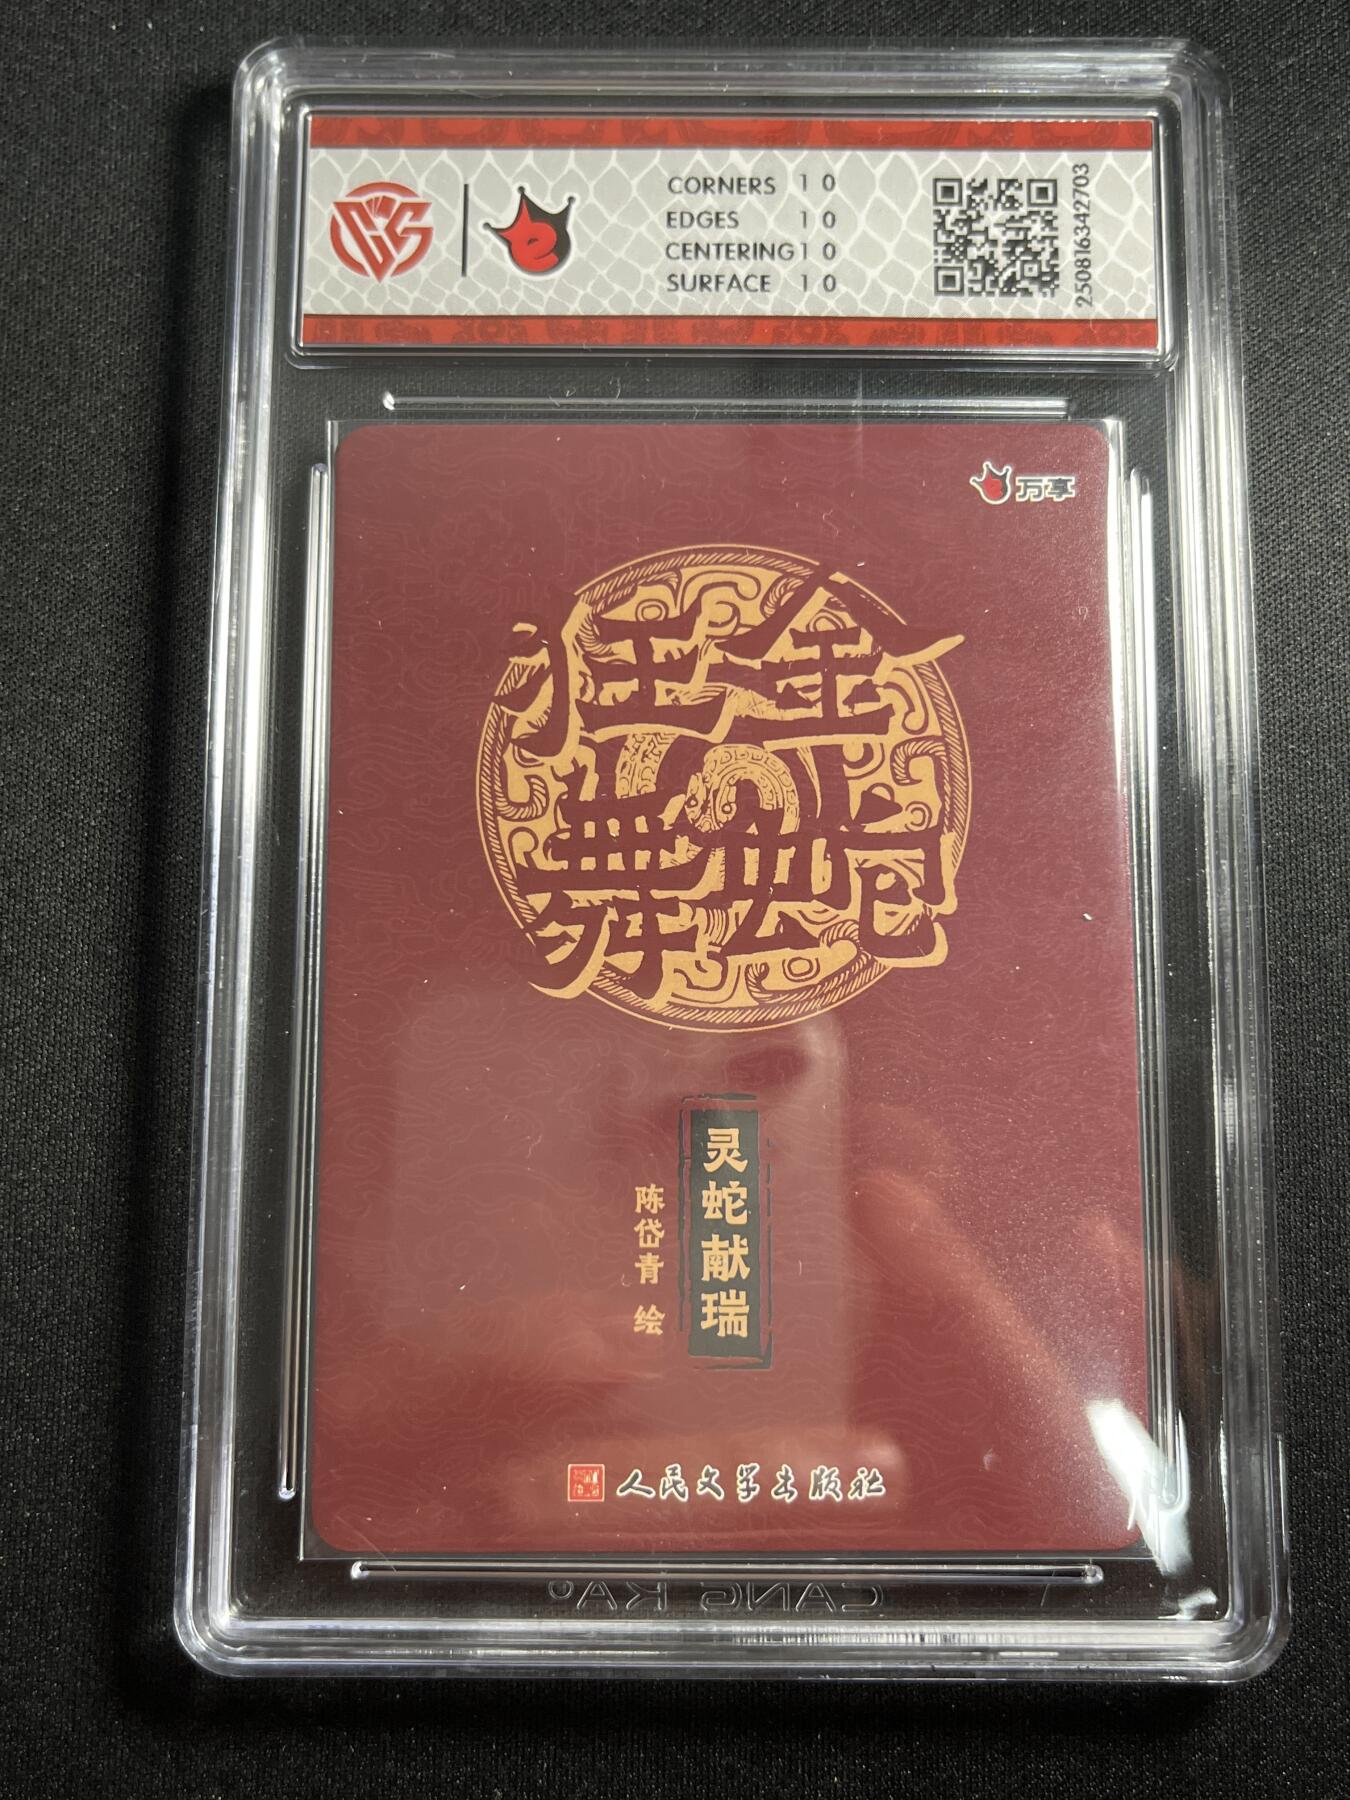 CORNERS 10
EDGES 10
CENTERING 10
SURFACE 10
250816342703
万享
金蛇狂舞
灵蛇献瑞
陈岱青 绘
人民文学出版社
CANG KA